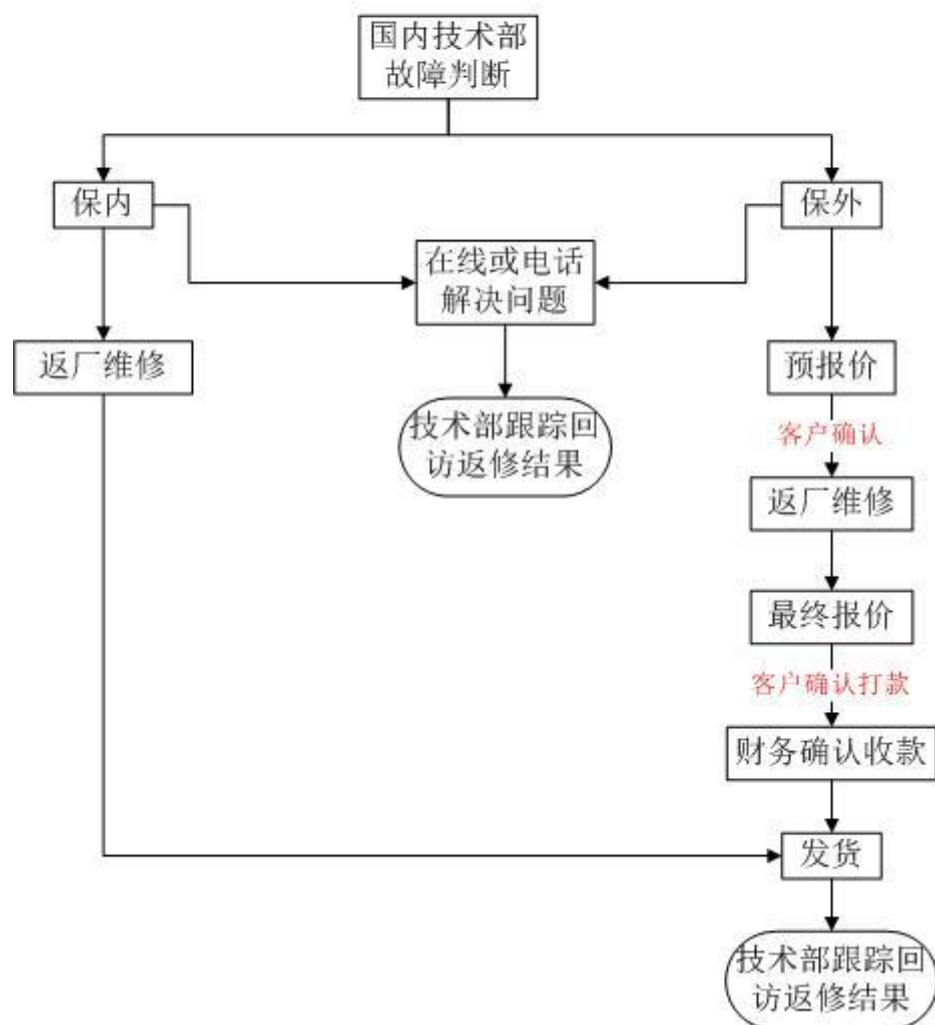 国内技术部
故障判断
保内
保外
在线或电话
解决问题
返厂维修
预报价
技术部跟踪回
访返修结果
客户确认
返厂维修
最终报价
客户确认打款
财务确认收款
发货
技术部跟踪回
访返修结果